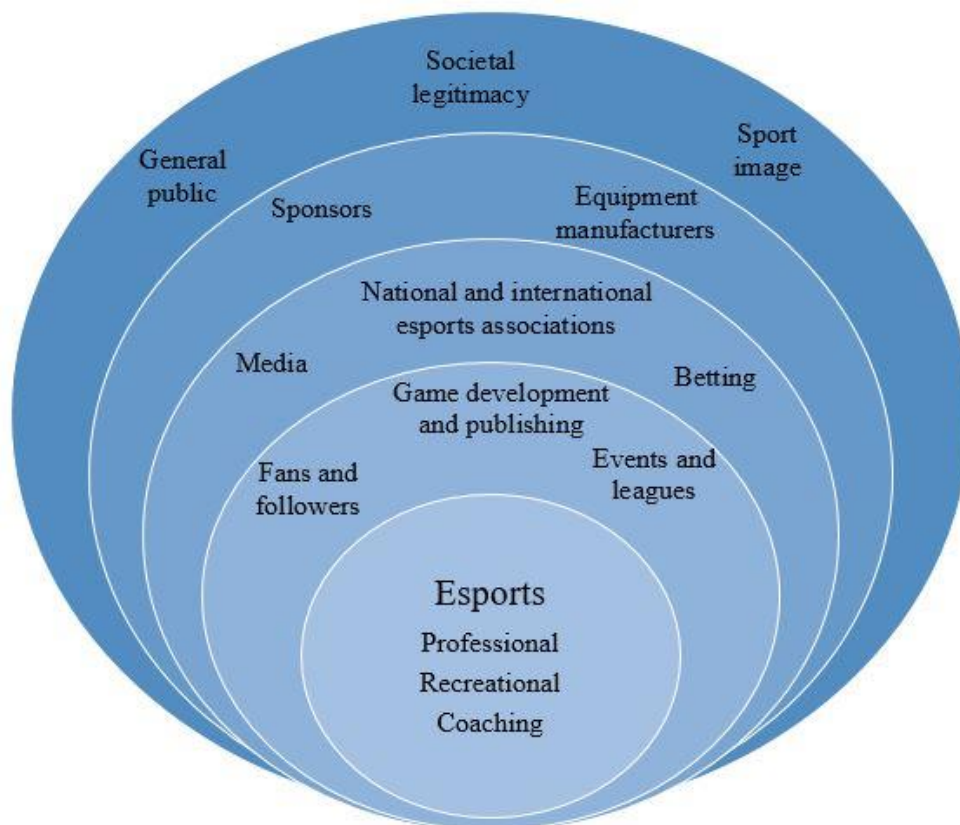 Societal
legitimacy
General
public
Sport
image
Sponsors
Equipment
manufacturers
National and international
esports associations
Media
Betting
Game development
and publishing
Fans and
followers
Events and
leagues
Esports
Professional
Recreational
Coaching